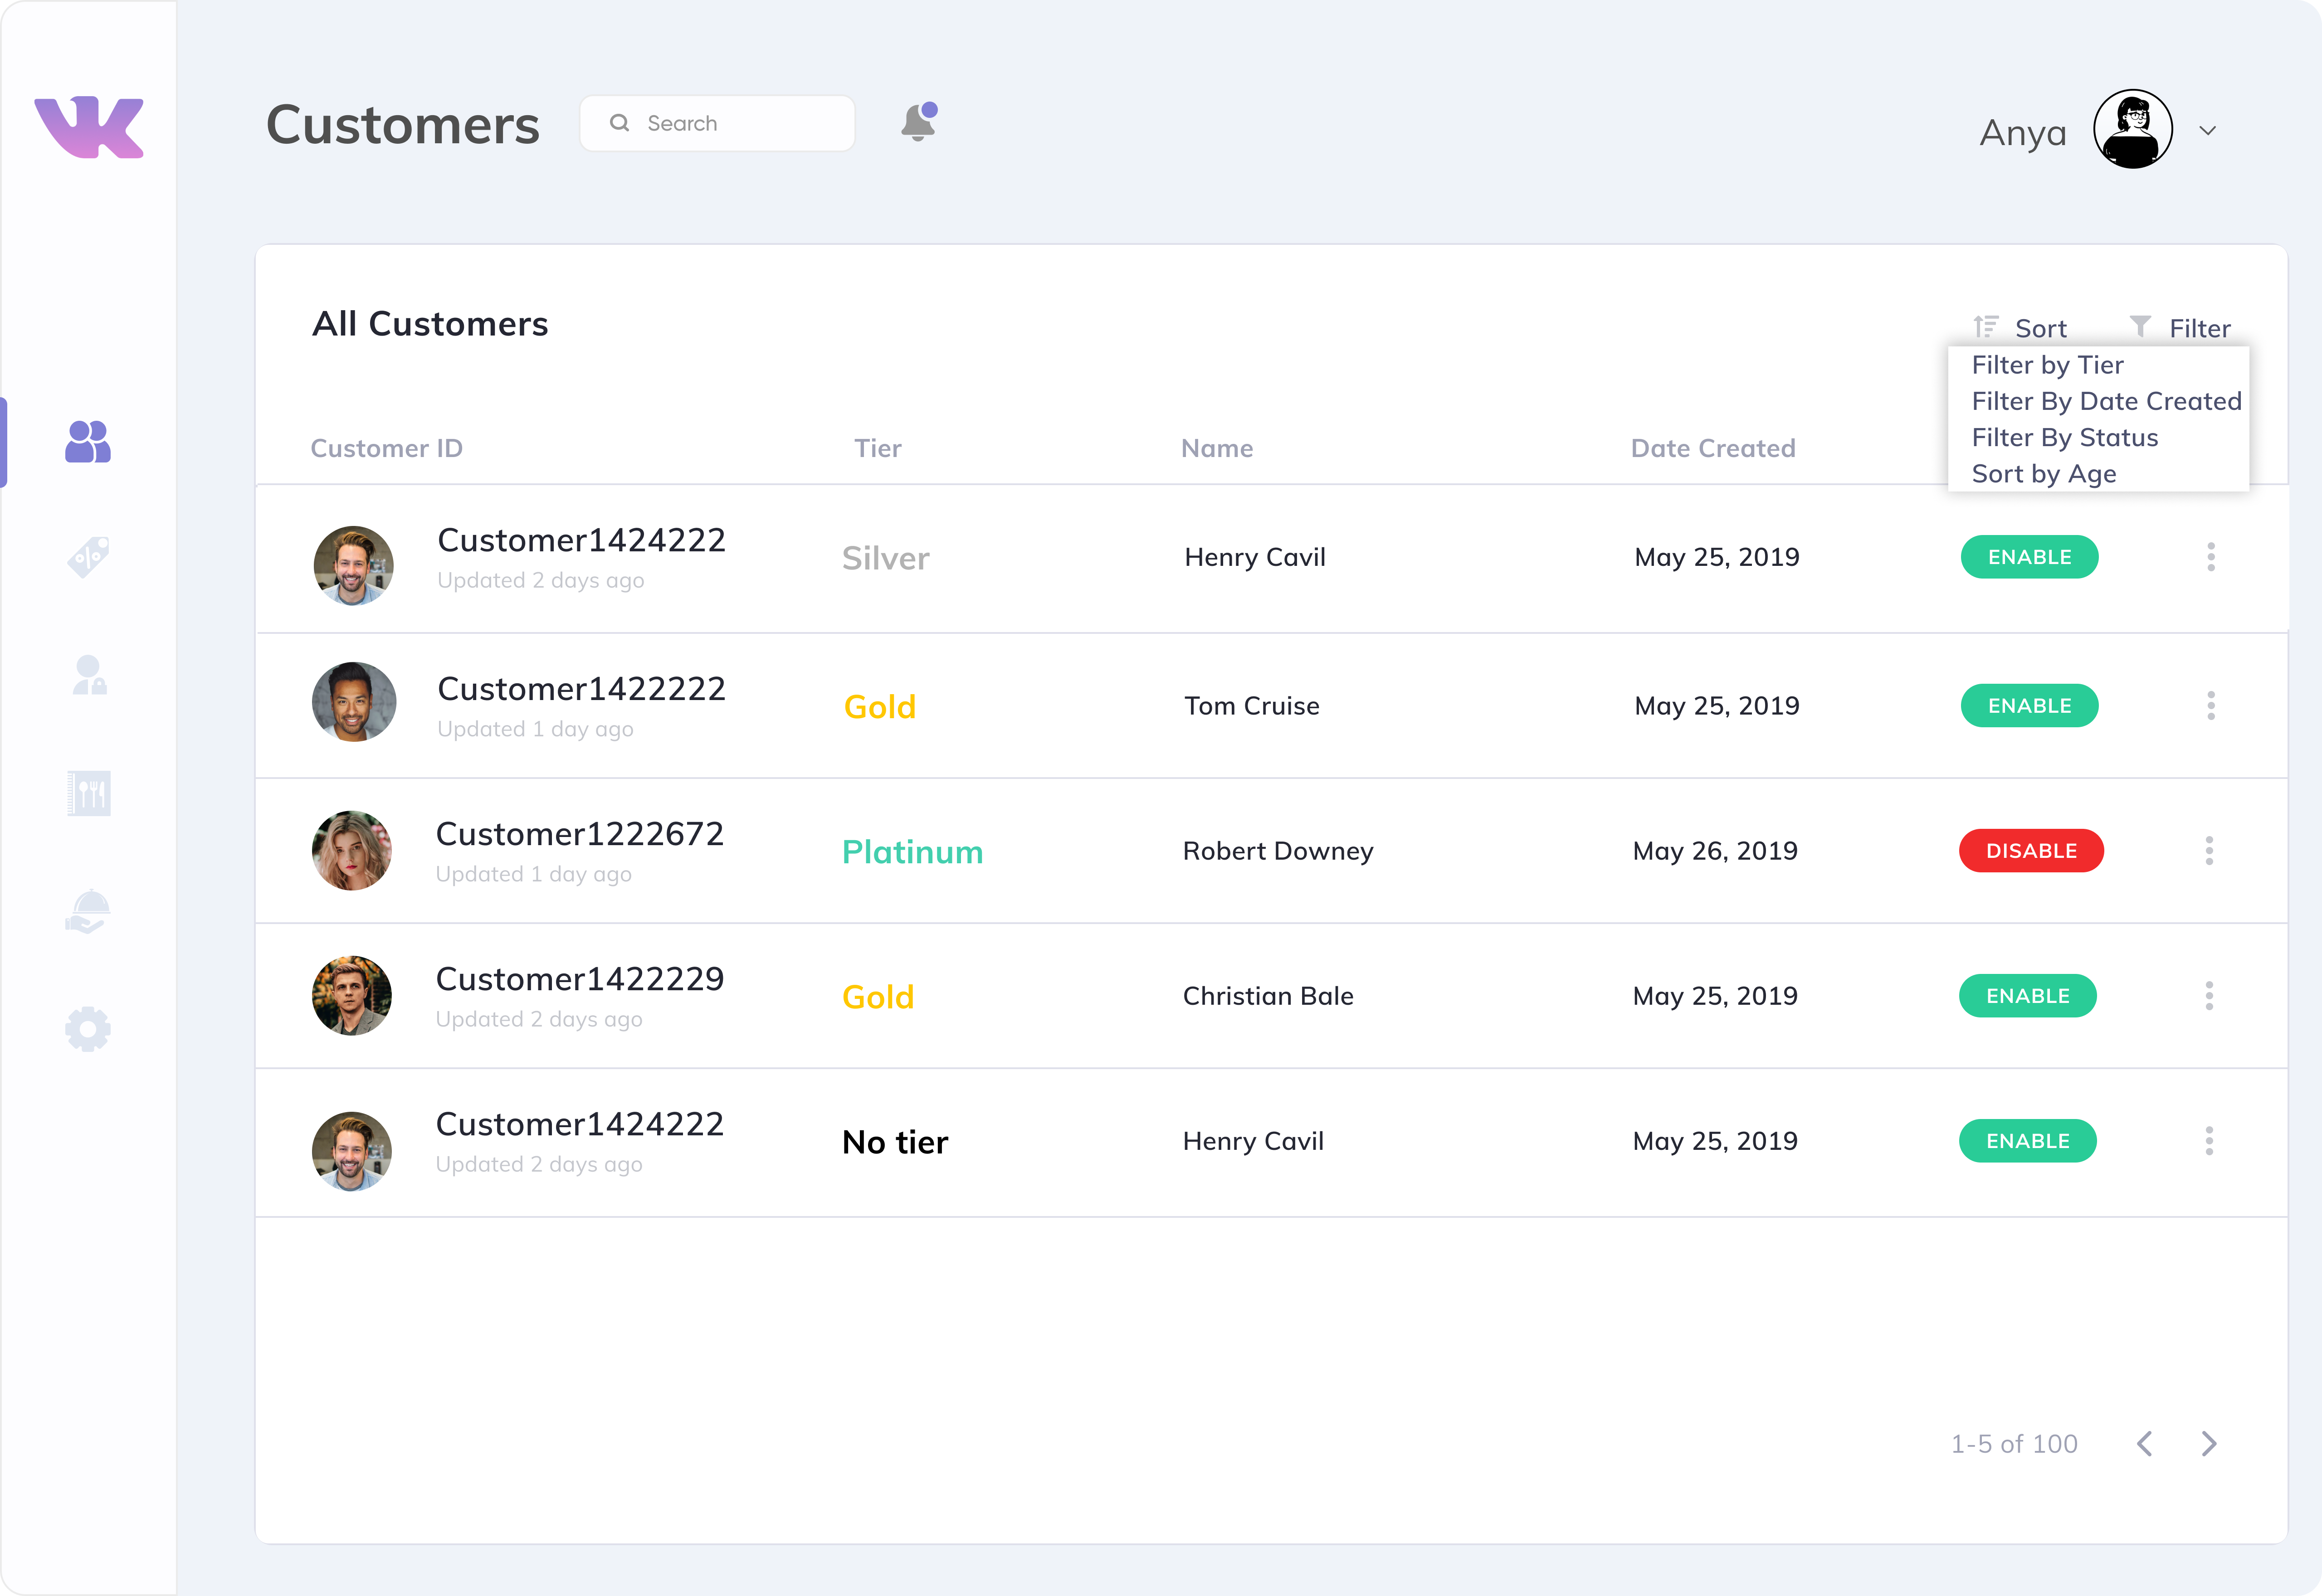 VK
Customers
Search
Anya
All Customers
Sort
Filter
Filter by Tier
Filter By Date Created
Filter By Status
Sort by Age
Customer ID
Tier
Name
Date Created
Customer1424222
Updated 2 days ago
Silver
Henry Cavil
May 25, 2019
ENABLE
Customer1422222
Updated 1 day ago
Gold
Tom Cruise
May 25, 2019
ENABLE
Customer1222672
Updated 1 day ago
Platinum
Robert Downey
May 26, 2019
DISABLE
Customer1422229
Updated 2 days ago
Gold
Christian Bale
May 25, 2019
ENABLE
Customer1424222
Updated 2 days ago
No tier
Henry Cavil
May 25, 2019
ENABLE
1-5 of 100